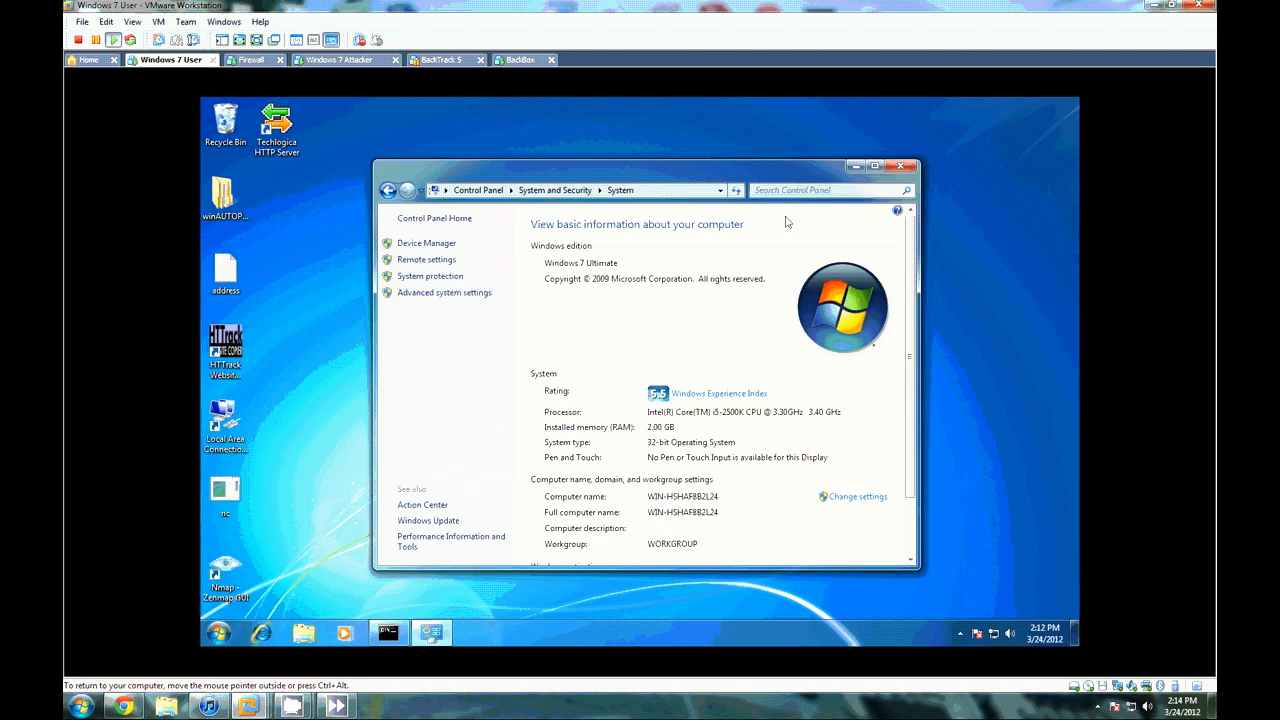 Windows 7 User - VMware Workstation
File Edit View VM Team Windows Help
Home Windows 7 User Firewall Windows 7 Attacker BackTrack 5 BackBox
Recycle Bin
Techlogica HTTP Server
winAUTOP...
address
HTTrack
SITE COPIER
HTTrack Websit...
Local Area Connectio...
nc
Nmap - Zenmap GUI
Control Panel System and Security System
Search Control Panel
Control Panel Home
Device Manager
Remote settings
System protection
Advanced system settings
See also
Action Center
Windows Update
Performance Information and
Tools
View basic information about your computer
Windows edition
Windows 7 Ultimate
Copyright © 2009 Microsoft Corporation. All rights reserved.
System
Rating: 5.5 Windows Experience Index
Processor: Intel(R) Core(TM) i5-2500K CPU @ 3.30GHz 3.40 GHz
Installed memory (RAM): 2.00 GB
System type: 32-bit Operating System
Pen and Touch: No Pen or Touch Input is available for this Display
Computer name, domain, and workgroup settings
Computer name: WIN-HSHAF8B2L24
Change settings
Full computer name: WIN-HSHAF8B2L24
Computer description:
Workgroup: WORKGROUP
2:12 PM
3/24/2012
To return to your computer, move the mouse pointer outside or press Ctrl+Alt.
2:14 PM
3/24/2012